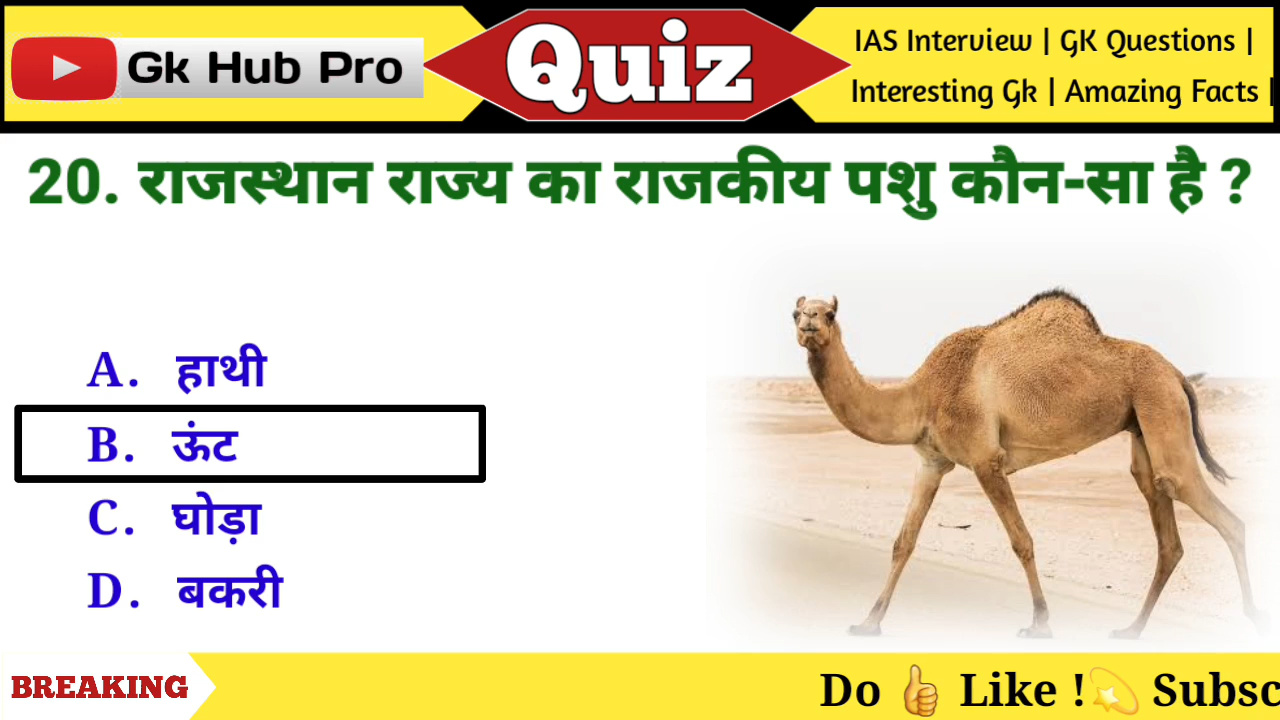 Gk Hub Pro
Quiz
IAS Interview | GK Questions |
Interesting Gk | Amazing Facts |
20. राजस्थान राज्य का राजकीय पशु कौन-सा है ?
A. हाथी
B. ऊंट
C. घोड़ा
D. बकरी
BREAKING
Do 👍 Like !💫 Subsc